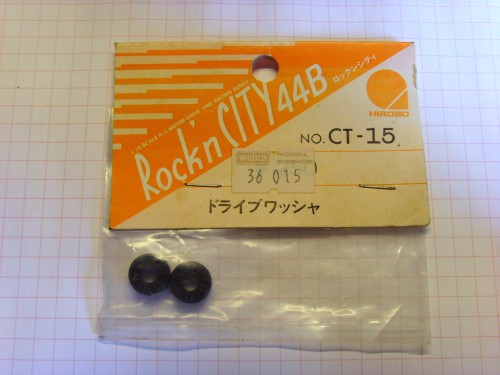 Rock'n CITY 44B
ロックンシティ
HIROBO
NO. CT-15
36 015
ドライブワッシャ